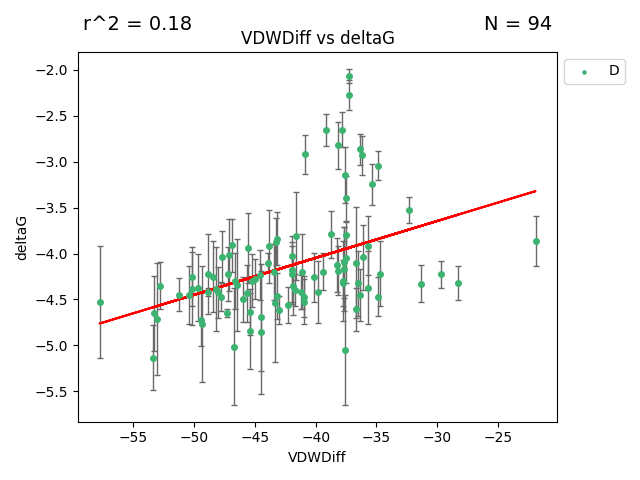 r^2 = 0.18
N = 94
VDWDiff vs deltaG
D
−2.0
−2.5
−3.0
−3.5
−4.0
−4.5
−5.0
−5.5
deltaG
−55
−50
−45
−40
−35
−30
−25
VDWDiff